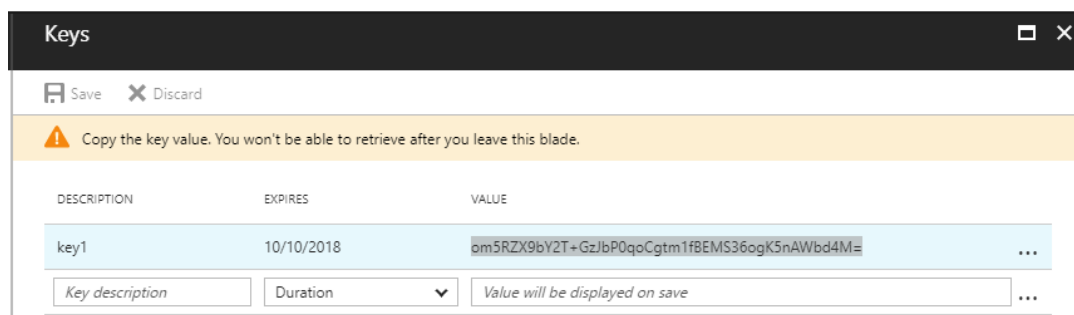 Keys
Save Discard
Copy the key value. You won't be able to retrieve after you leave this blade.
DESCRIPTION EXPIRES VALUE
key1 10/10/2018 om5RZX9bY2T+GzJbP0qoCgtm1fBEMS36ogK5nAWbd4M= ...
Key description Duration Value will be displayed on save ...